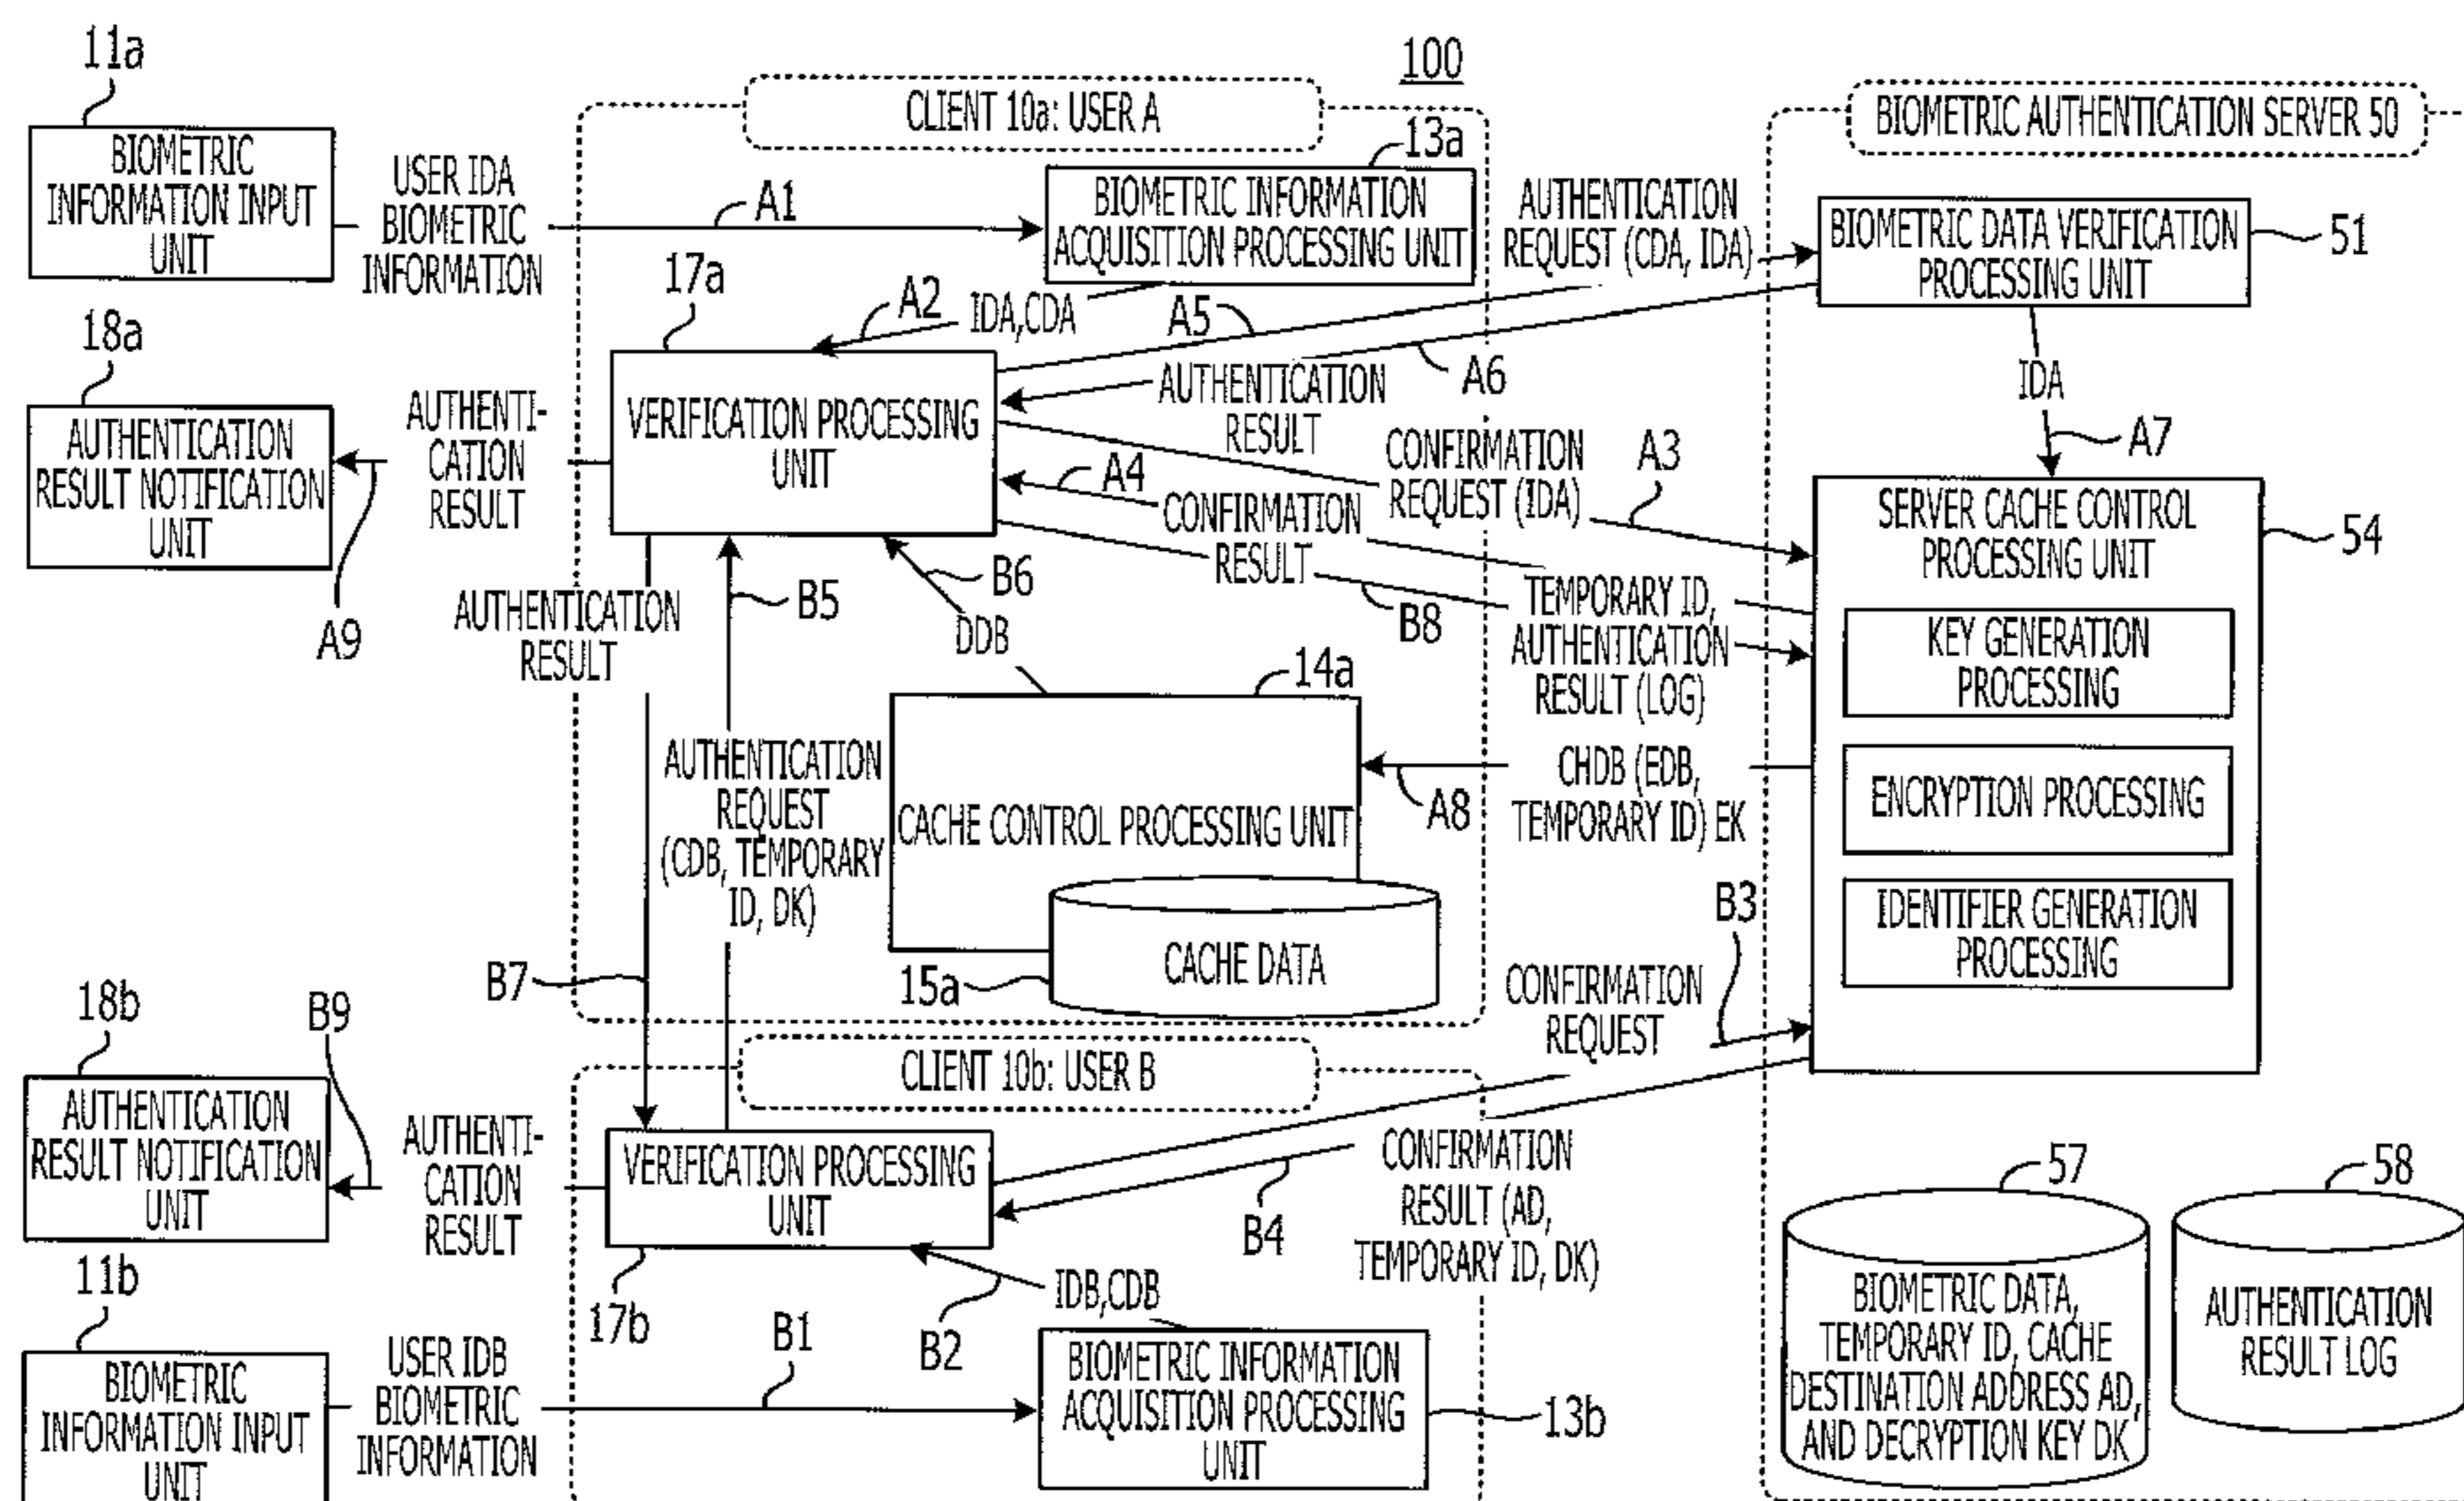 100
11a
BIOMETRIC
INFORMATION INPUT
UNIT
USER IDA
BIOMETRIC
INFORMATION
A1
CLIENT 10a: USER A
13a
BIOMETRIC INFORMATION
ACQUISITION PROCESSING UNIT
AUTHENTICATION
REQUEST (CDA, IDA)
BIOMETRIC AUTHENTICATION SERVER 50
BIOMETRIC DATA VERIFICATION
PROCESSING UNIT
51
17a
A2
IDA,CDA
A5
A6
AUTHENTICATION
RESULT
IDA
A7
18a
AUTHENTICATION
RESULT NOTIFICATION
UNIT
A9
AUTHENTI-
CATION
RESULT
VERIFICATION PROCESSING
UNIT
A4
CONFIRMATION
RESULT
CONFIRMATION
REQUEST (IDA)
A3
SERVER CACHE CONTROL
PROCESSING UNIT
54
KEY GENERATION
PROCESSING
ENCRYPTION PROCESSING
IDENTIFIER GENERATION
PROCESSING
AUTHENTICATION
RESULT
B5
B6
DDB
B8
TEMPORARY ID,
AUTHENTICATION
RESULT (LOG)
14a
AUTHENTICATION
REQUEST
(CDB, TEMPORARY
ID, DK)
CACHE CONTROL PROCESSING UNIT
A8
CHDB (EDB,
TEMPORARY ID) EK
CACHE DATA
15a
B7
B3
CONFIRMATION
REQUEST
18b
B9
AUTHENTICATION
RESULT NOTIFICATION
UNIT
AUTHENTI-
CATION
RESULT
CLIENT 10b: USER B
VERIFICATION PROCESSING
UNIT
17b
B4
CONFIRMATION
RESULT (AD,
TEMPORARY ID, DK)
B2
IDB,CDB
11b
BIOMETRIC
INFORMATION INPUT
UNIT
USER IDB
BIOMETRIC
INFORMATION
B1
BIOMETRIC INFORMATION
ACQUISITION PROCESSING
UNIT
13b
57
BIOMETRIC DATA,
TEMPORARY ID, CACHE
DESTINATION ADDRESS AD,
AND DECRYPTION KEY DK
58
AUTHENTICATION
RESULT LOG